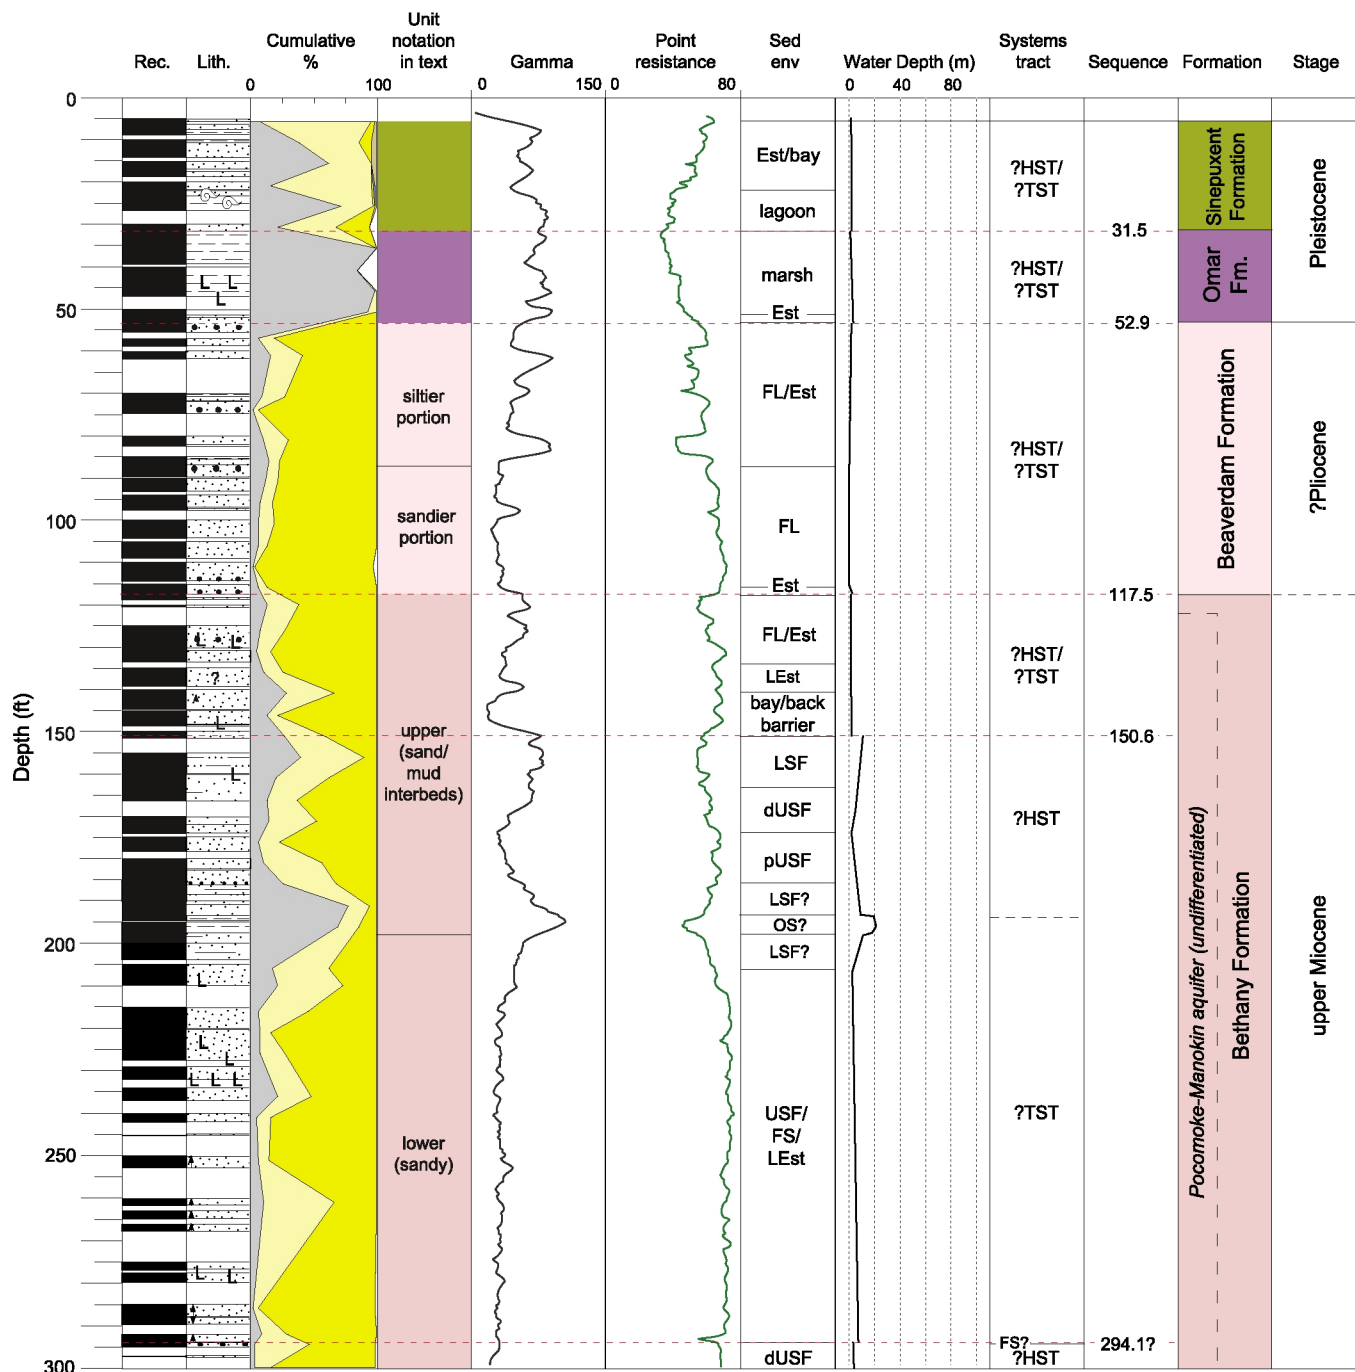 Rec.
Lith.
Cumulative
%
0
100
Unit
notation
in text
Gamma
0
150
Point
resistance
0
80
Sed
env
Water Depth (m)
0
40
80
Systems
tract
Sequence
Formation
Stage
Depth (ft)
0
50
100
150
200
250
300
L L
L
L L
?
L
L
L
L
L
L L L
L L
siltier
portion
sandier
portion
upper
(sand/
mud
interbeds)
lower
(sandy)
Est/bay
lagoon
marsh
Est
FL/Est
FL
Est
FL/Est
LEst
bay/back
barrier
LSF
dUSF
pUSF
LSF?
OS?
LSF?
USF/
FS/
LEst
dUSF
?HST/
?TST
?HST/
?TST
?HST/
?TST
?HST/
?TST
?HST
?TST
FS?
?HST
31.5
52.9
117.5
150.6
294.1?
Sinepuxent
Formation
Omar
Fm.
Beaverdam Formation
Pocomoke-Manokin aquifer (undifferentiated)
Bethany Formation
Pleistocene
?Pliocene
upper Miocene